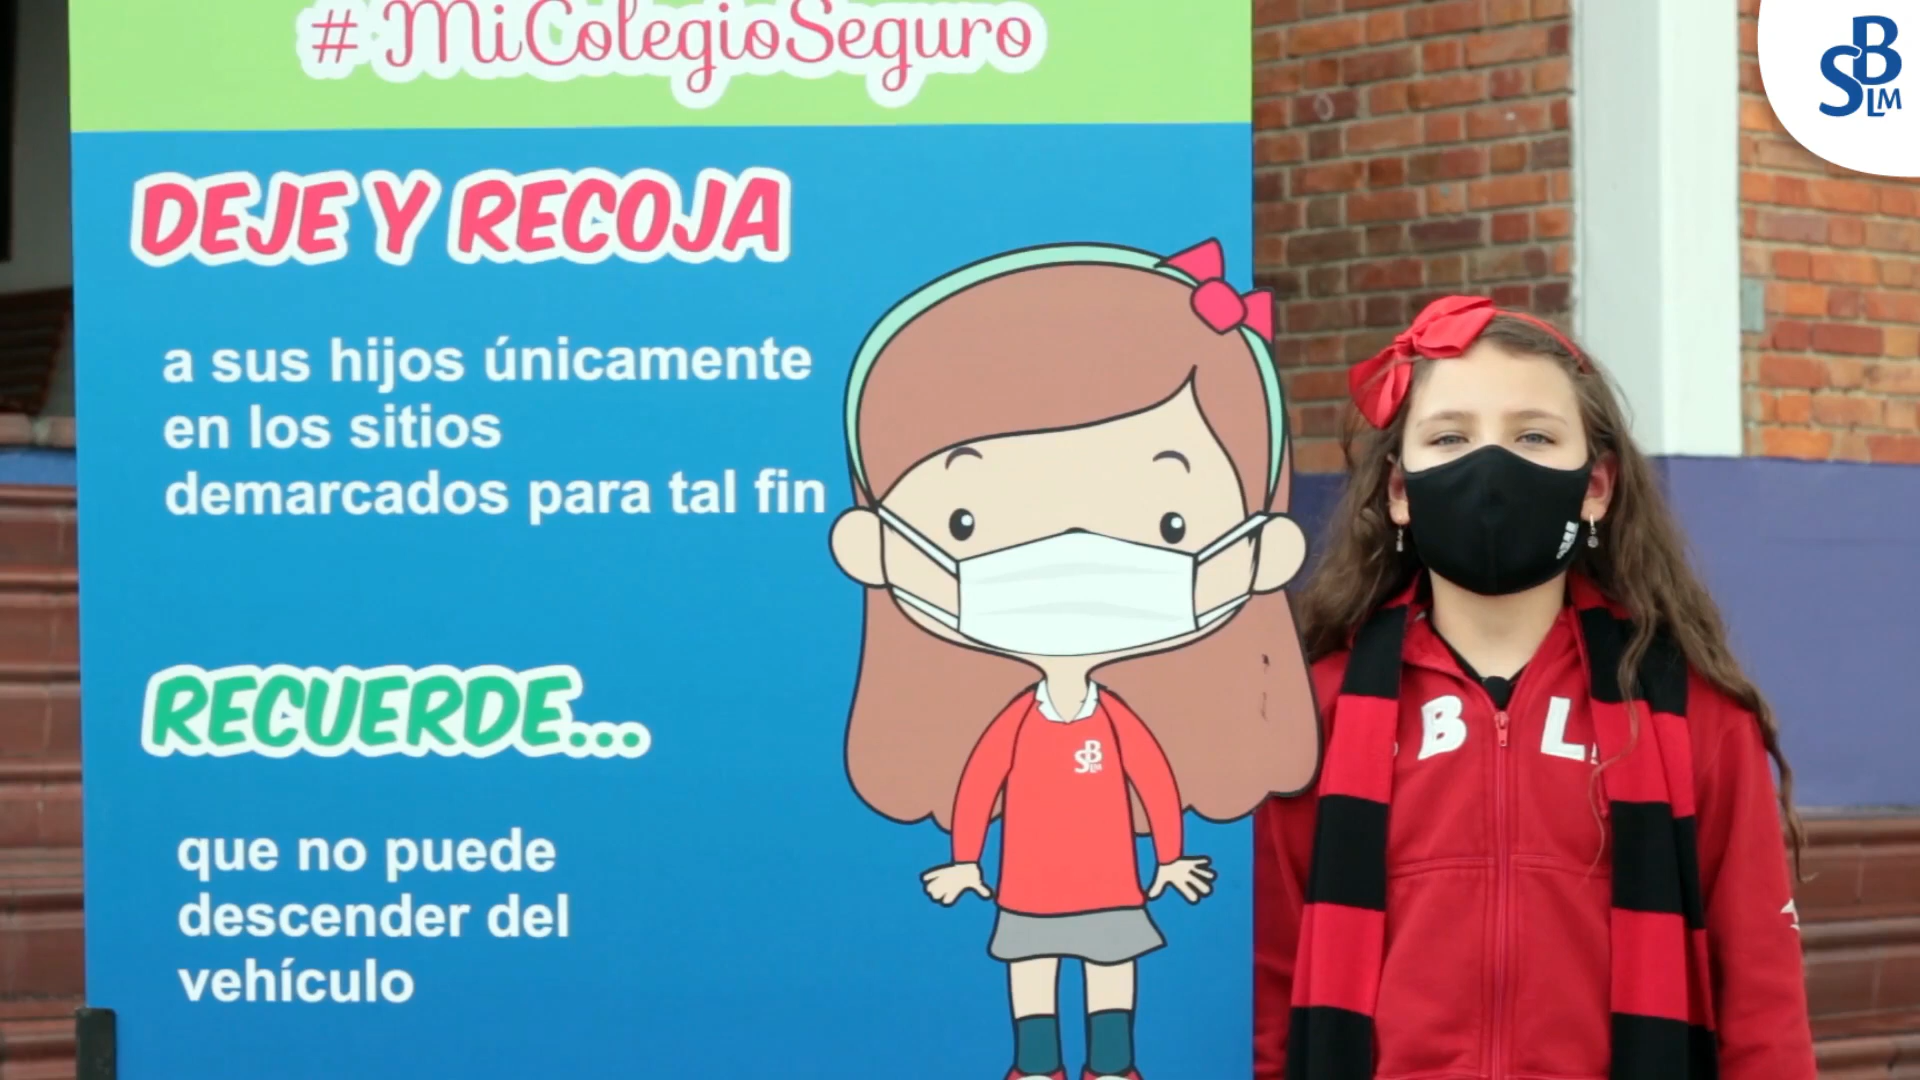 # MiColegioSeguro
SBLM
DEJE Y RECOJA
a sus hijos únicamente
en los sitios
demarcados para tal fin
RECUERDE...
que no puede
descender del
vehículo
SBLM
B L